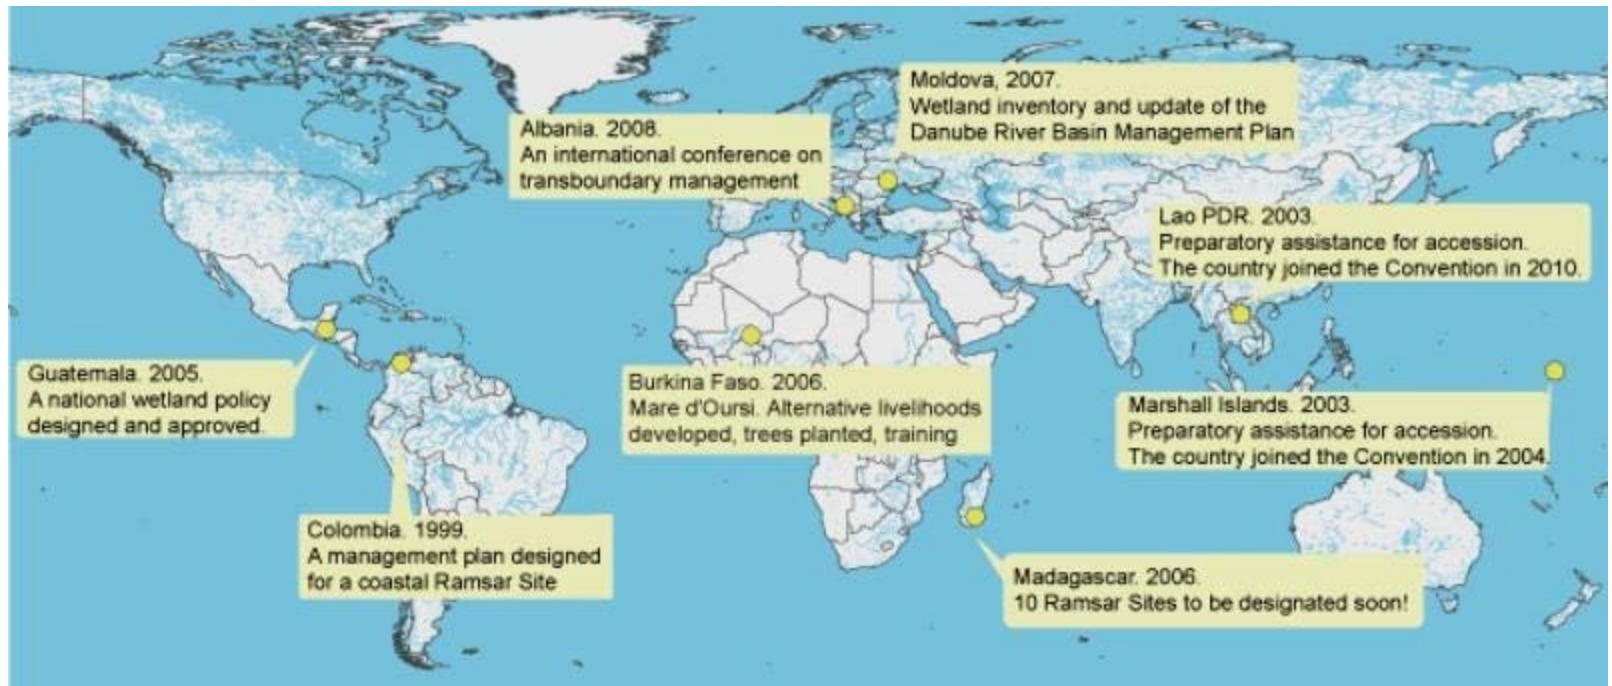 Moldova, 2007.
Wetland inventory and update of the
Danube River Basin Management Plan
Albania. 2008.
An international conference on
transboundary management
Lao PDR. 2003.
Preparatory assistance for accession.
The country joined the Convention in 2010.
Guatemala. 2005.
A national wetland policy
designed and approved.
Burkina Faso. 2006.
Mare d'Oursi. Alternative livelihoods
developed, trees planted, training
Marshall Islands. 2003.
Preparatory assistance for accession.
The country joined the Convention in 2004.
Colombia. 1999.
A management plan designed
for a coastal Ramsar Site
Madagascar. 2006.
10 Ramsar Sites to be designated soon!